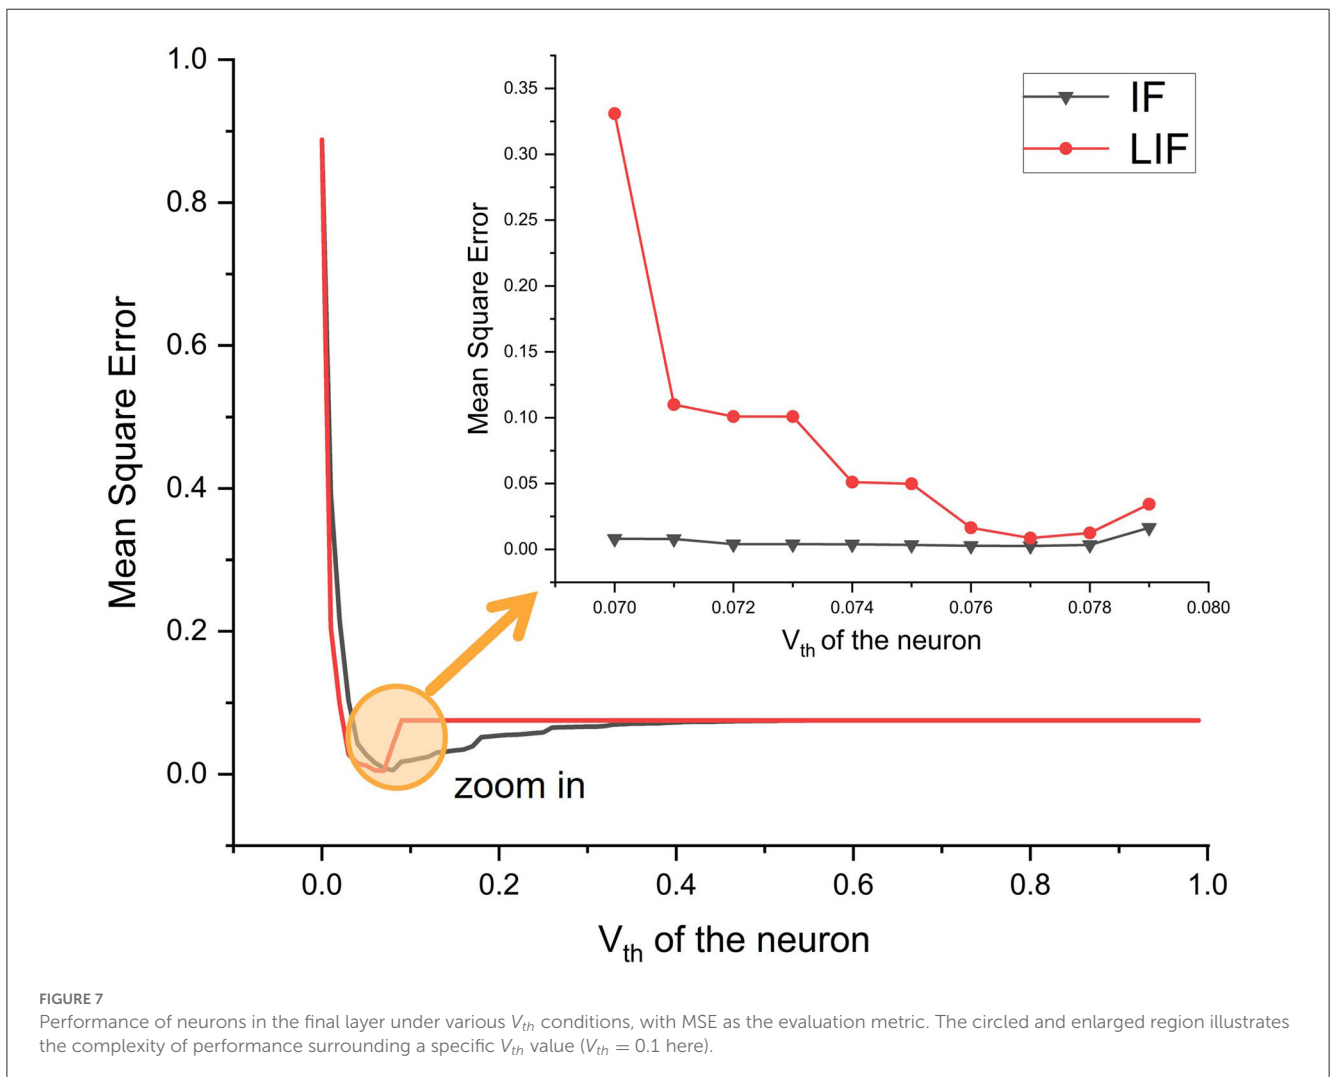 1.0
0.8
0.6
0.4
0.2
0.0
Mean Square Error
0.0 0.2 0.4 0.6 0.8 1.0
Vth of the neuron
0.35
0.30
0.25
0.20
0.15
0.10
0.05
0.00
Mean Square Error
0.070 0.072 0.074 0.076 0.078 0.080
Vth of the neuron
IF
LIF
zoom in
FIGURE 7
Performance of neurons in the final layer under various Vth conditions, with MSE as the evaluation metric. The circled and enlarged region illustrates
the complexity of performance surrounding a specific Vth value (Vth = 0.1 here).